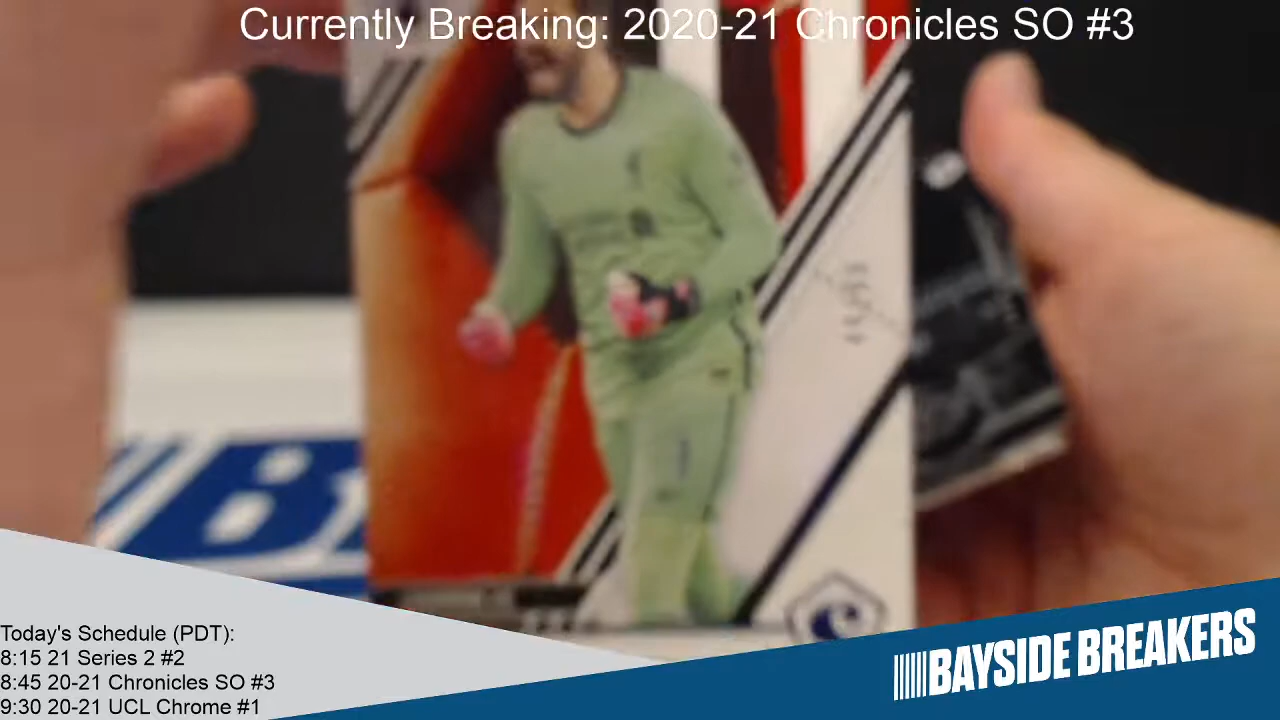 Currently Breaking: 2020-21 Chronicles SO #3
Today's Schedule (PDT):
8:15 21 Series 2 #2
8:45 20-21 Chronicles SO #3
9:30 20-21 UCL Chrome #1
BAYSIDE BREAKERS